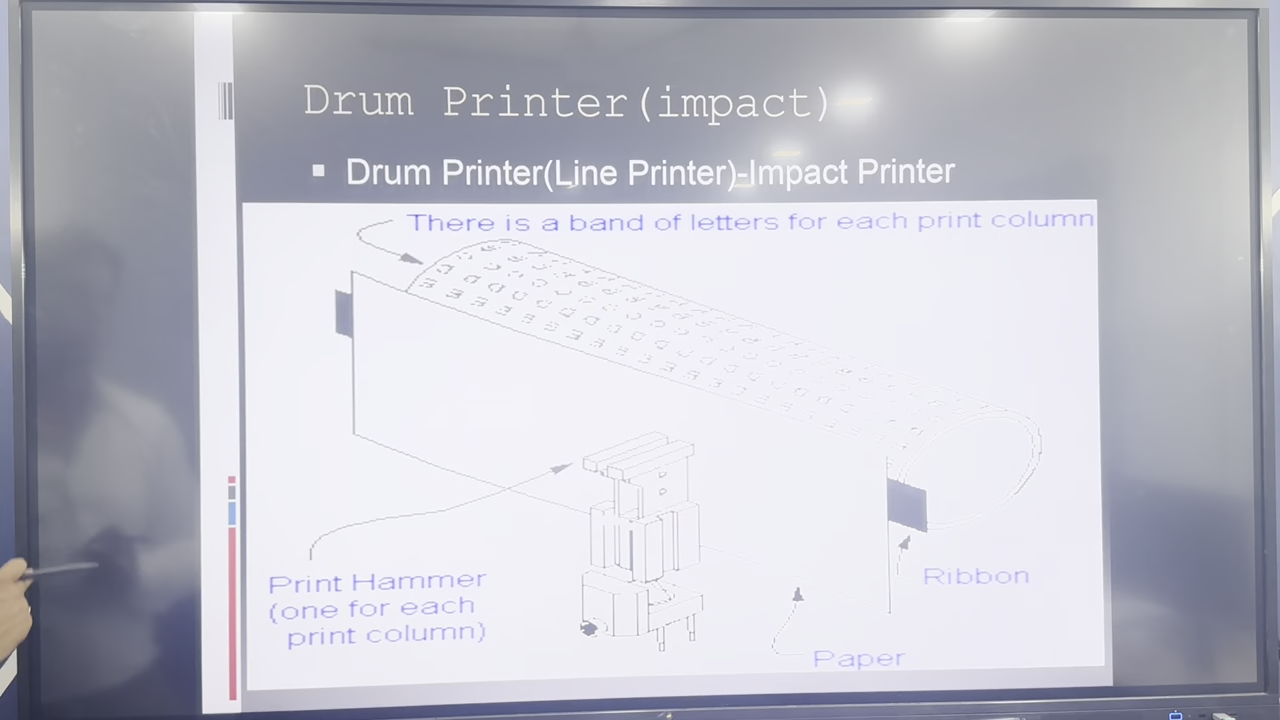 Drum Printer(impact)
▪ Drum Printer(Line Printer)-Impact Printer
There is a band of letters for each print column
Print Hammer
(one for each
print column)
Ribbon
Paper